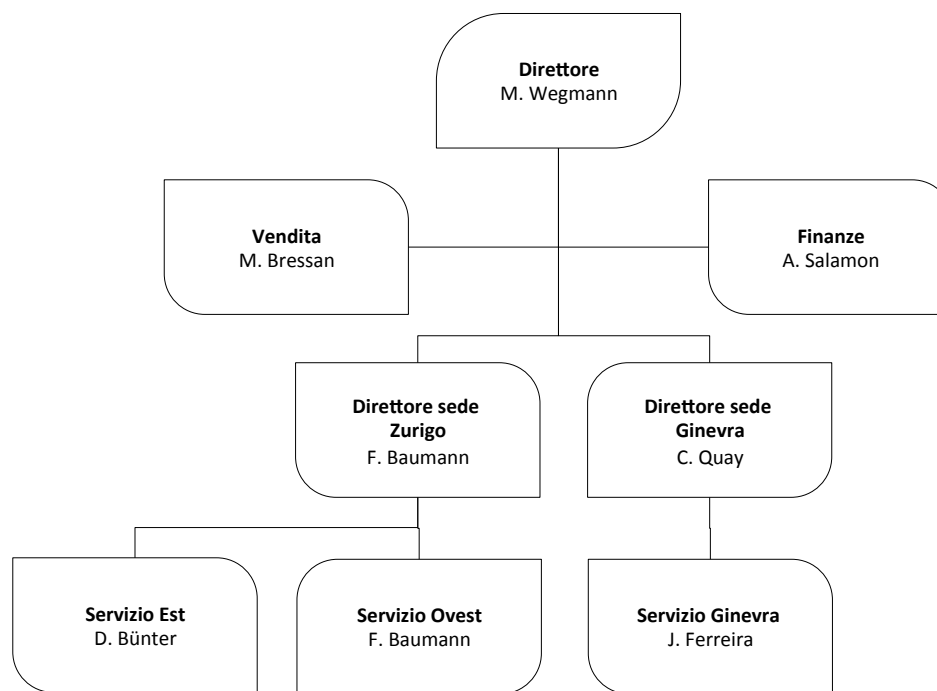 Direttore
M. Wegmann
Vendita
M. Bressan
Finanze
A. Salamon
Direttore sede
Zurigo
F. Baumann
Direttore sede
Ginevra
C. Quay
Servizio Est
D. Bünter
Servizio Ovest
F. Baumann
Servizio Ginevra
J. Ferreira